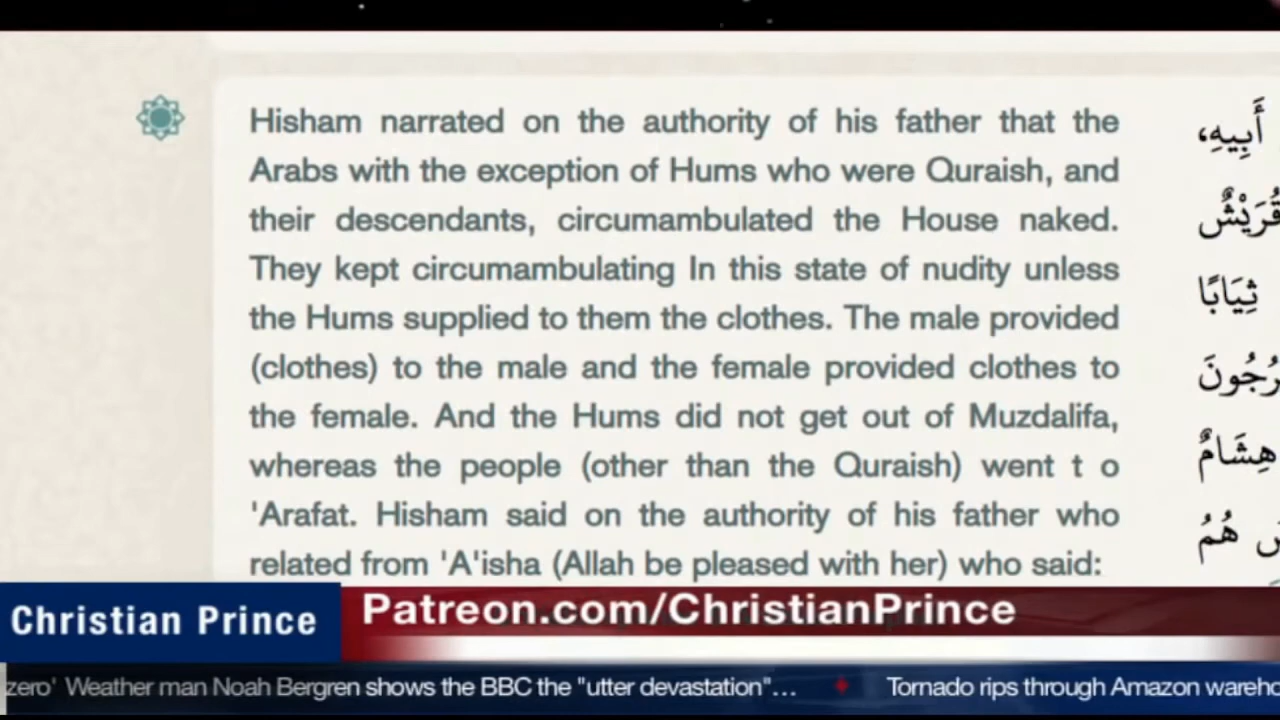 Hisham narrated on the authority of his father that the
Arabs with the exception of Hums who were Quraish, and
their descendants, circumambulated the House naked.
They kept circumambulating In this state of nudity unless
the Hums supplied to them the clothes. The male provided
(clothes) to the male and the female provided clothes to
the female. And the Hums did not get out of Muzdalifa,
whereas the people (other than the Quraish) went t o
'Arafat. Hisham said on the authority of his father who
related from 'A'isha (Allah be pleased with her) who said:
أَبِيهِ،
قُرَيْشٌ
ثِيَابًا
هِشَامٌ
هُمُ
Christian Prince
Patreon.com/ChristianPrince
zero' Weather man Noah Bergren shows the BBC the "utter devastation"... Tornado rips through Amazon